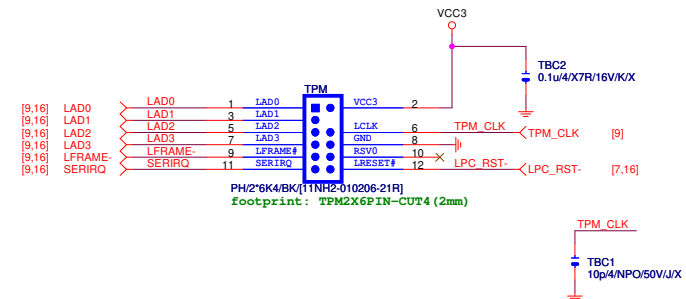 VCC3
TBC2
0.1u/4/X7R/16V/K/X
TPM
[9,16] LAD0 LAD0 1 LAD0 VCC3 2
[9,16] LAD1 LAD1 3 LAD1
[9,16] LAD2 LAD2 5 LAD2 LCLK 6 TPM_CLK TPM_CLK [9]
[9,16] LAD3 LAD3 7 LAD3 GND 8
[9,16] LFRAME- LFRAME- 9 LFRAME# RSV0 10
[9,16] SERIRQ SERIRQ 11 SERIRQ LRESET# 12 LPC_RST- LPC_RST- [7,16]
PH/2*6K4/BK/[11NH2-010206-21R]
footprint: TPM2X6PIN-CUT4(2mm)
TPM_CLK
TBC1
10p/4/NPO/50V/J/X